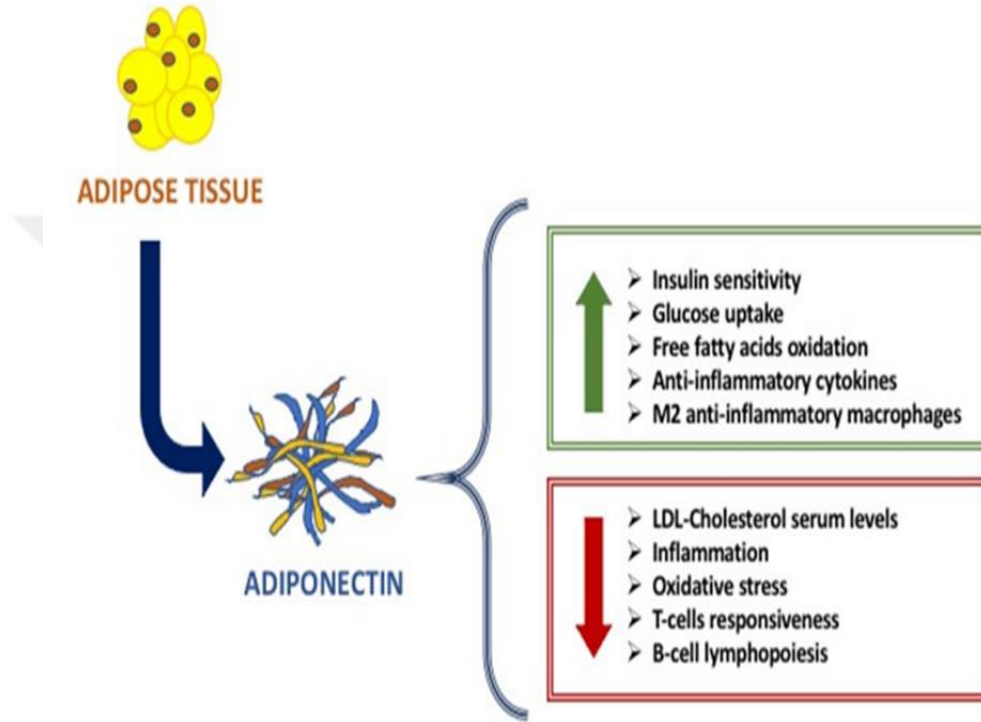 ADIPOSE TISSUE
ADIPONECTIN
➢ Insulin sensitivity
➢ Glucose uptake
➢ Free fatty acids oxidation
➢ Anti-inflammatory cytokines
➢ M2 anti-inflammatory macrophages
➢ LDL-Cholesterol serum levels
➢ Inflammation
➢ Oxidative stress
➢ T-cells responsiveness
➢ B-cell lymphopoiesis